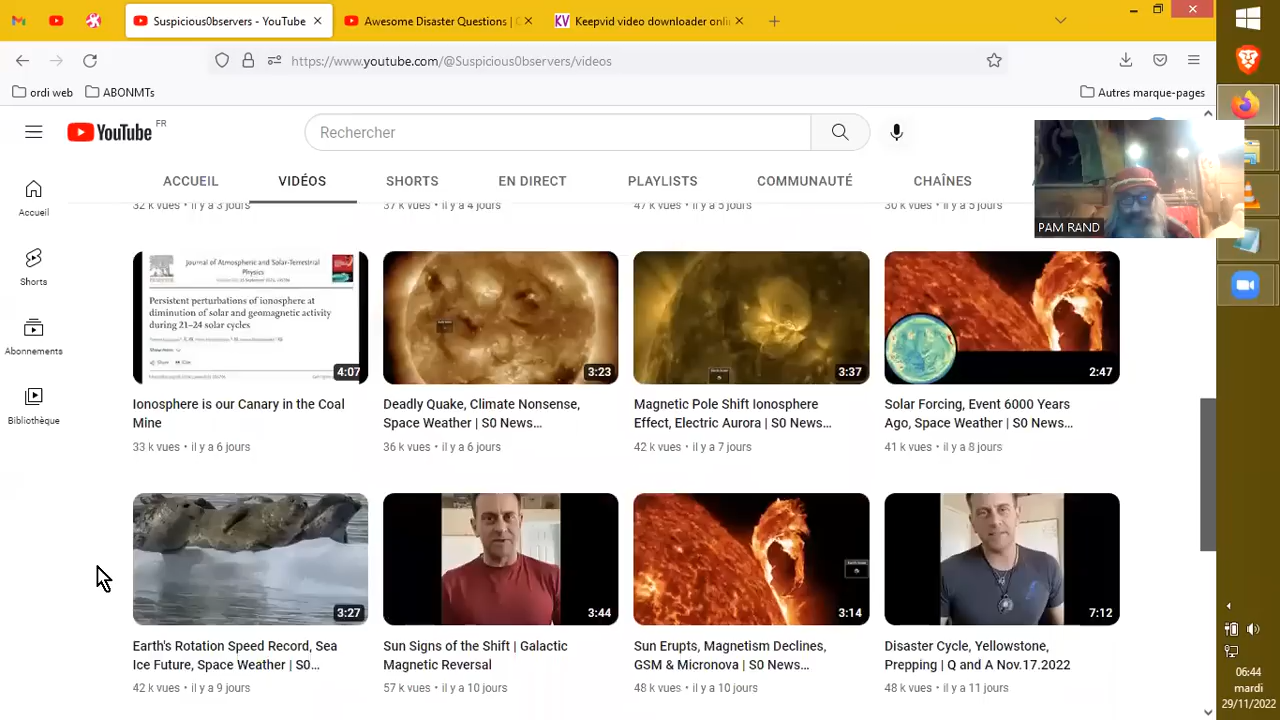 Suspicious0bservers - YouTube
Awesome Disaster Questions |
Keepvid video downloader onli
https://www.youtube.com/@Suspicious0bservers/videos
ordi web
ABONMTs
Autres marque-pages
YouTube FR
Rechercher
ACCUEIL
VIDÉOS
SHORTS
EN DIRECT
PLAYLISTS
COMMUNAUTÉ
CHAÎNES
PAM RAND
Accueil
Shorts
Abonnements
Bibliothèque
32 k vues • il y a 3 jours
37 k vues • il y a 4 jours
47 k vues • il y a 5 jours
30 k vues • il y a 5 jours
Journal of Atmospheric and Solar-Terrestrial
Physics
Persistent perturbations of ionosphere at
diminution of solar and geomagnetic activity
during 21–24 solar cycles
4:07
Ionosphere is our Canary in the Coal
Mine
33 k vues • il y a 6 jours
3:23
Deadly Quake, Climate Nonsense,
Space Weather | S0 News...
36 k vues • il y a 6 jours
3:37
Magnetic Pole Shift Ionosphere
Effect, Electric Aurora | S0 News...
42 k vues • il y a 7 jours
2:47
Solar Forcing, Event 6000 Years
Ago, Space Weather | S0 News...
41 k vues • il y a 8 jours
3:27
Earth's Rotation Speed Record, Sea
Ice Future, Space Weather | S0...
42 k vues • il y a 9 jours
3:44
Sun Signs of the Shift | Galactic
Magnetic Reversal
57 k vues • il y a 10 jours
3:14
Sun Erupts, Magnetism Declines,
GSM & Micronova | S0 News...
48 k vues • il y a 10 jours
7:12
Disaster Cycle, Yellowstone,
Prepping | Q and A Nov.17.2022
48 k vues • il y a 11 jours
06:44
mardi
29/11/2022